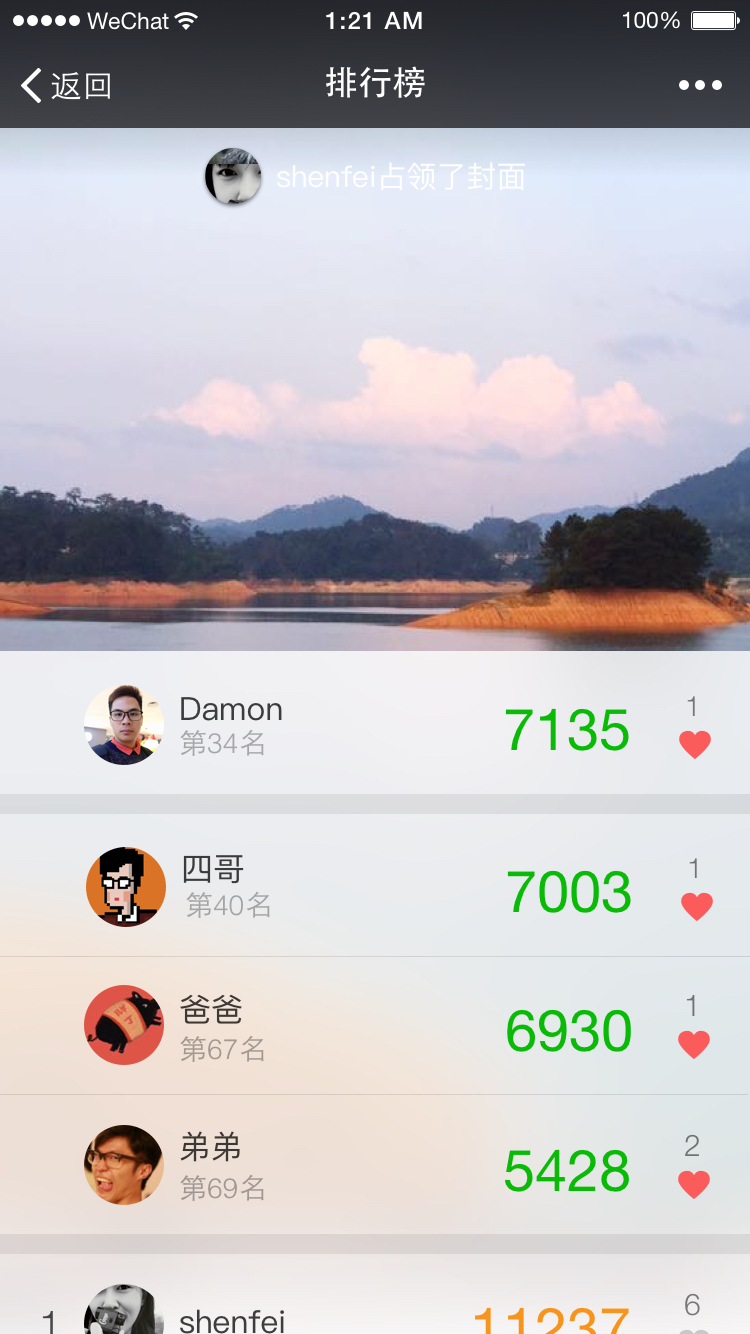 WeChat 1:21 AM 100%
返回 排行榜
shenfei占领了封面
Damon 7135 1
第34名
四哥 7003 1
第40名
爸爸 6930 1
第67名
弟弟 5428 2
第69名
1 shenfei 11237 6